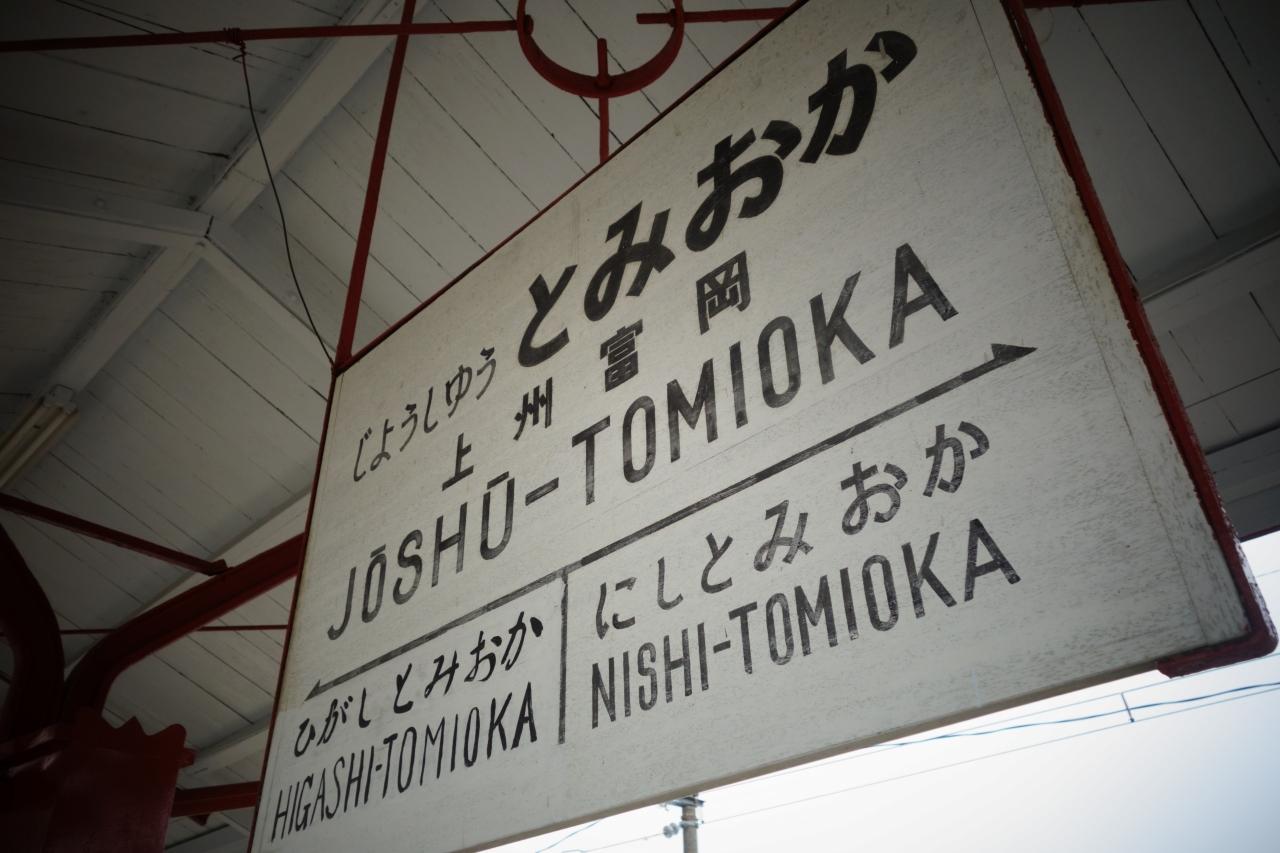 じようしゆう とみおか
上州富岡
JŌSHŪ-TOMIOKA
ひがしとみおか
HIGASHI-TOMIOKA
にしとみおか
NISHI-TOMIOKA